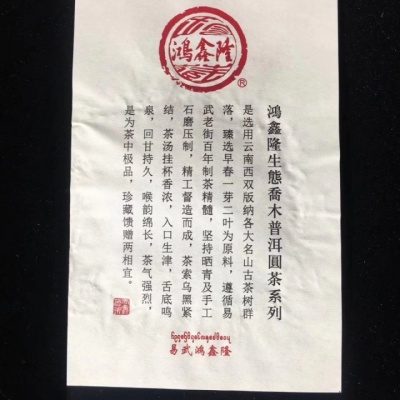 鸿鑫隆
®
鴻鑫隆生態喬木普洱圓茶系列
是选用云南西双版纳各大名山古茶树群
落，臻选早春一芽二叶为原料，遵循易
武老街百年制茶精髓，坚持晒青及手工
石磨压制，精工督造而成，茶索乌黑紧
结，茶汤挂杯香浓，入口生津，舌底鸣
泉，回甘持久，喉韵绵长，茶气强烈，
是为茶中极品，珍藏馈赠两相宜。
易武鸿鑫隆